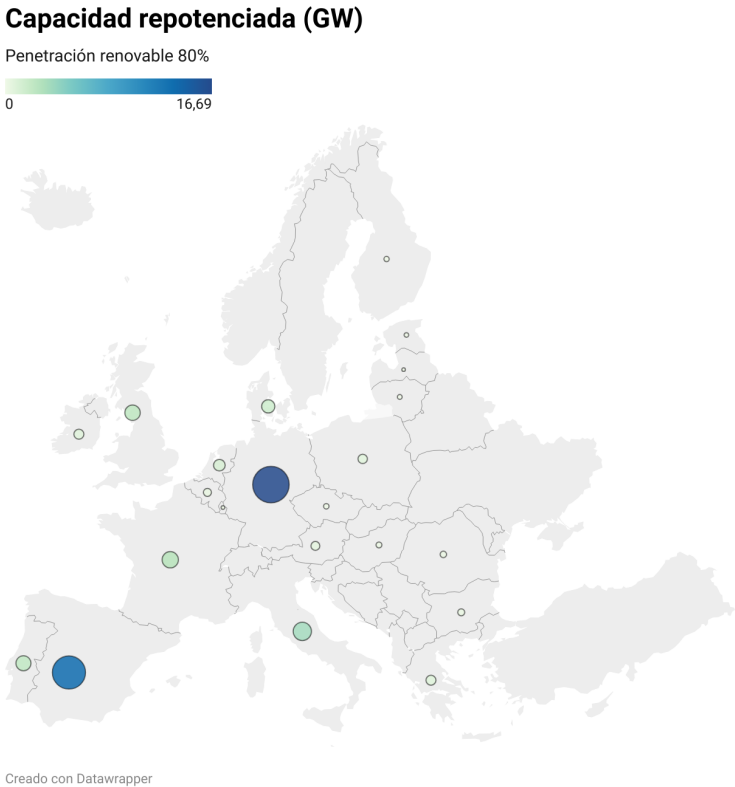 Capacidad repotenciada (GW)
Penetración renovable 80%
0 16,69
Creado con Datawrapper